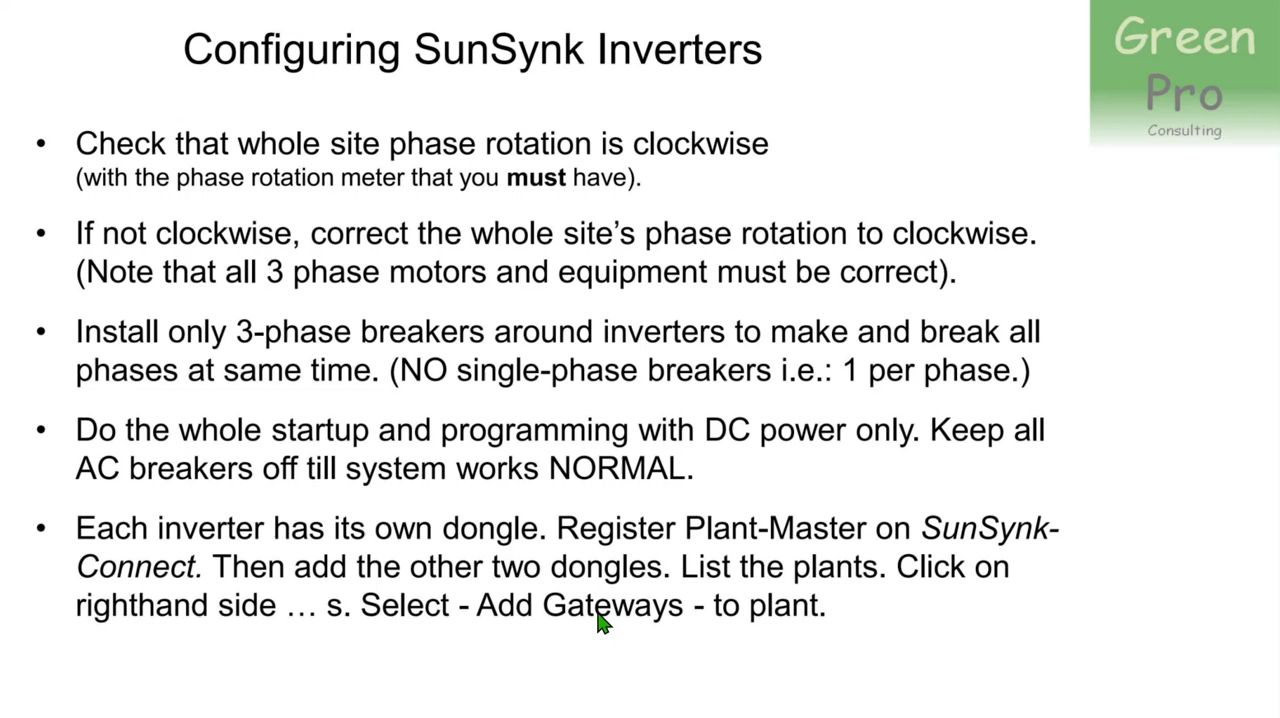 Configuring SunSynk Inverters
Green
Pro
Consulting
• Check that whole site phase rotation is clockwise
(with the phase rotation meter that you must have).
• If not clockwise, correct the whole site’s phase rotation to clockwise.
(Note that all 3 phase motors and equipment must be correct).
• Install only 3-phase breakers around inverters to make and break all
phases at same time. (NO single-phase breakers i.e.: 1 per phase.)
• Do the whole startup and programming with DC power only. Keep all
AC breakers off till system works NORMAL.
• Each inverter has its own dongle. Register Plant-Master on SunSynk-
Connect. Then add the other two dongles. List the plants. Click on
righthand side … s. Select - Add Gateways - to plant.